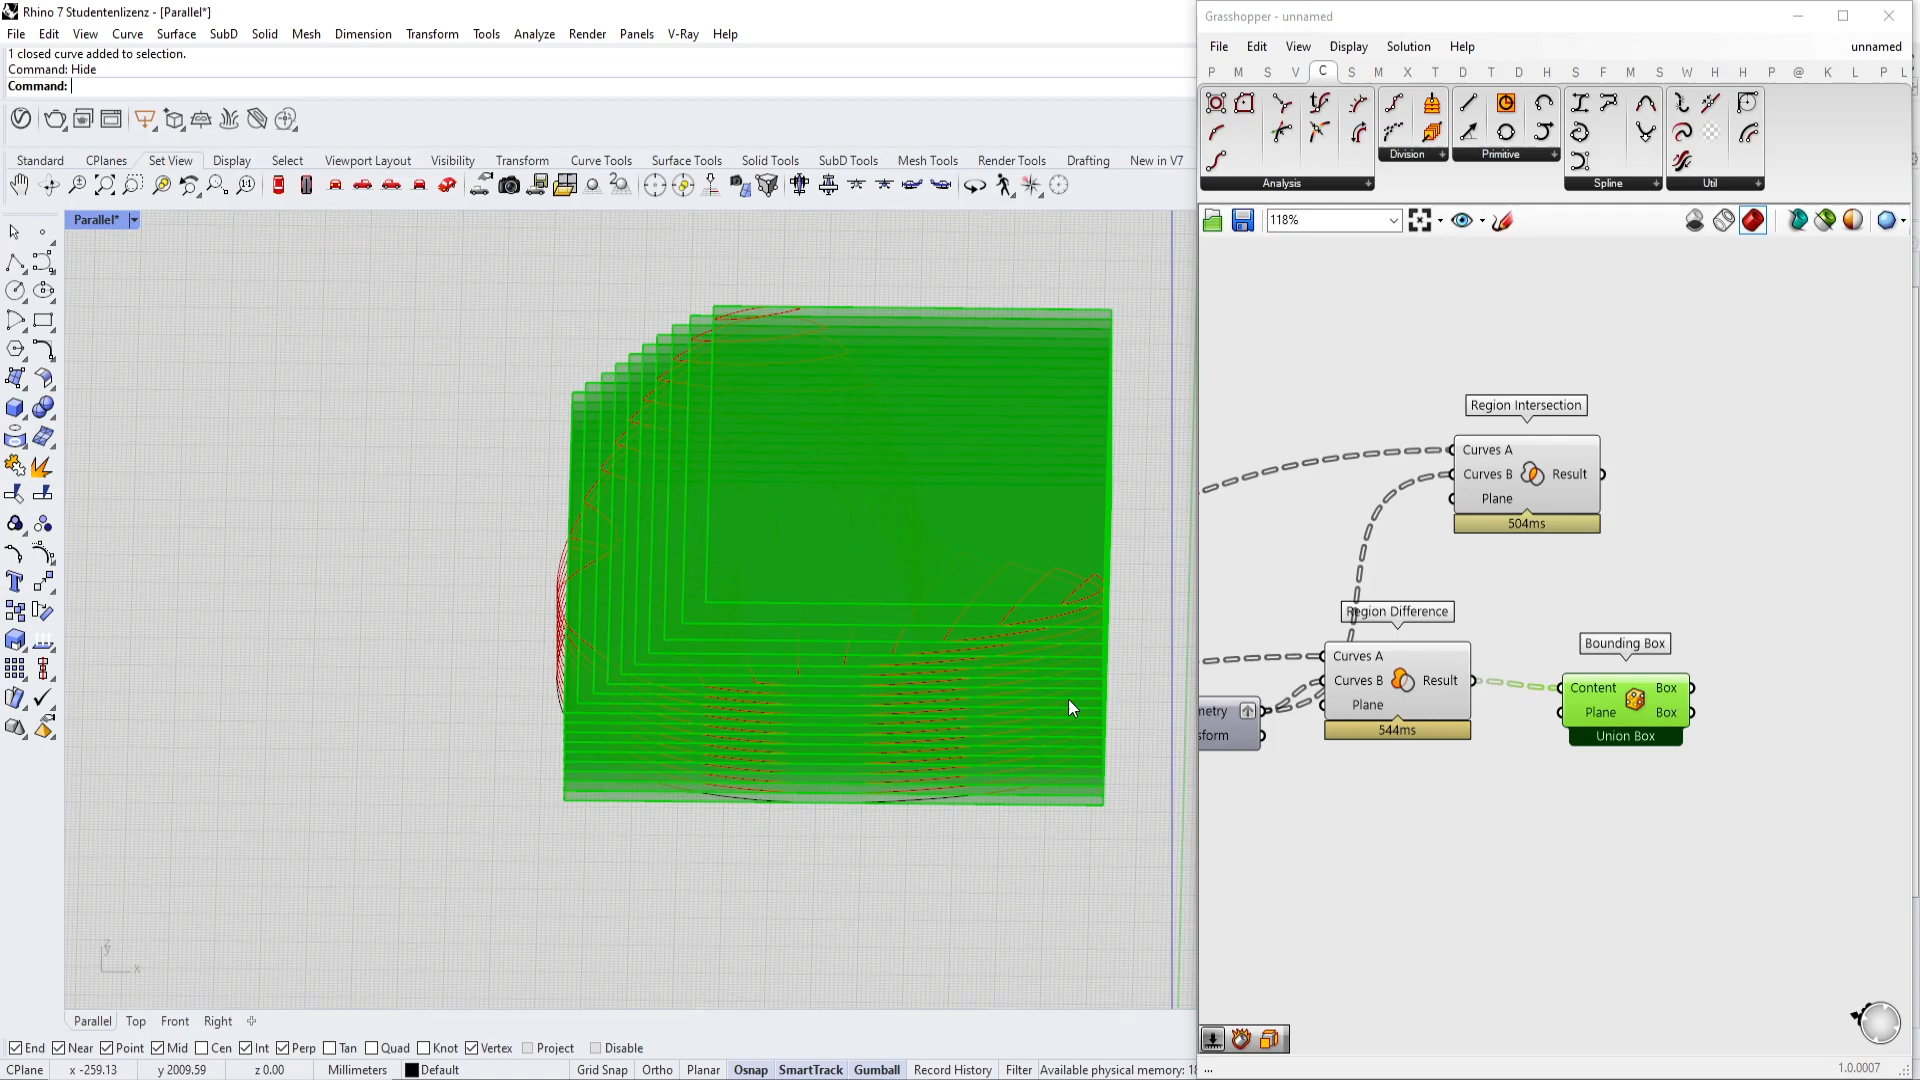 Rhino 7 Studentenlizenz - [Parallel*]
File Edit View Curve Surface SubD Solid Mesh Dimension Transform Tools Analyze Render Panels V-Ray Help
1 closed curve added to selection.
Command: Hide
Command:
Standard CPlanes Set View Display Select Viewport Layout Visibility Transform Curve Tools Surface Tools Solid Tools SubD Tools Mesh Tools Render Tools Drafting New in V7
Parallel*
z
y
x
Parallel Top Front Right
End Near Point Mid Cen Int Perp Tan Quad Knot Vertex Project Disable
CPlane x -259.13 y 2009.59 z 0.00 Millimeters Default Grid Snap Ortho Planar Osnap SmartTrack Gumball Record History Filter Available physical memory: 18
Grasshopper - unnamed
File Edit View Display Solution Help unnamed
P M S V C S M X T D T D H S F M S W H H P @ K L P L
Analysis Division Primitive Spline Util
118%
Region Intersection
Curves A
Curves B Result
Plane
504ms
Region Difference
Curves A
Curves B Result
Plane
544ms
Bounding Box
Content Box
Plane Box
Union Box
metry
sform
...
1.0.0007